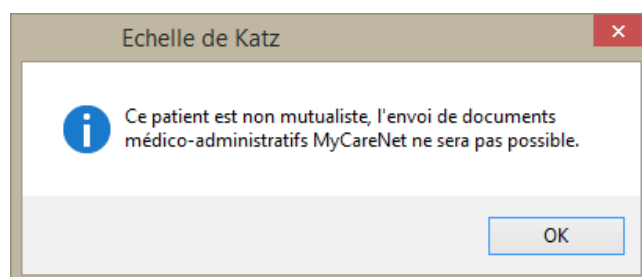 Echelle de Katz
Ce patient est non mutualiste, l'envoi de documents
médico-administratifs MyCareNet ne sera pas possible.
OK